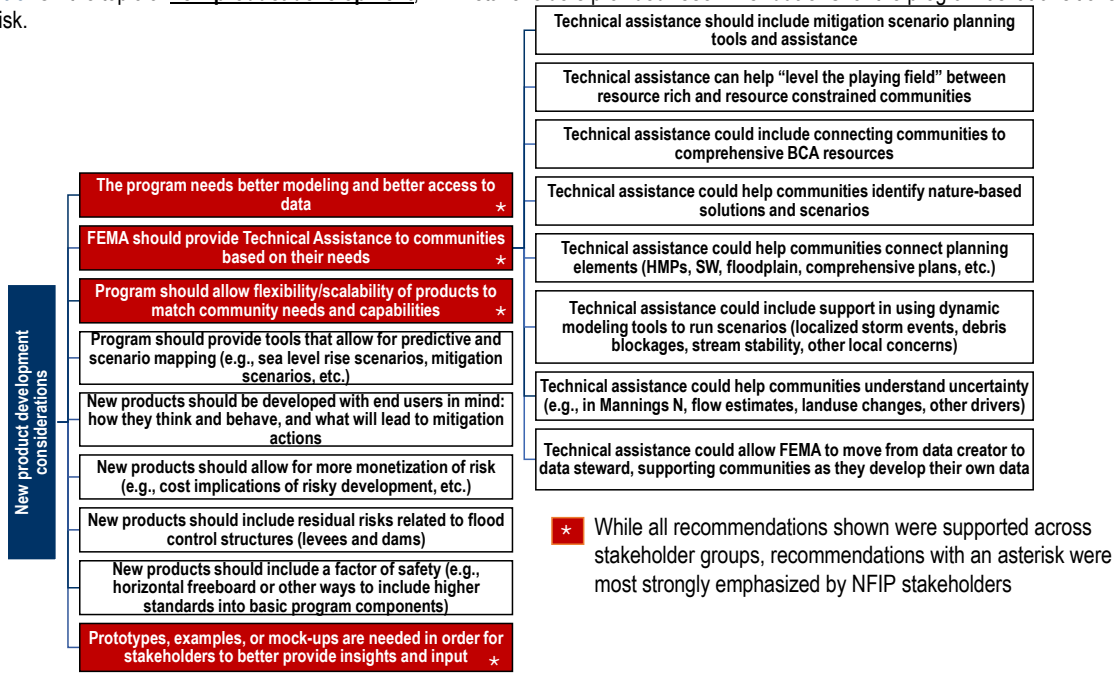 risk.
New product development
considerations
The program needs better modeling and better access to
data *
FEMA should provide Technical Assistance to communities
based on their needs *
Program should allow flexibility/scalability of products to
match community needs and capabilities *
Program should provide tools that allow for predictive and
scenario mapping (e.g., sea level rise scenarios, mitigation
scenarios, etc.)
New products should be developed with end users in mind:
how they think and behave, and what will lead to mitigation
actions
New products should allow for more monetization of risk
(e.g., cost implications of risky development, etc.)
New products should include residual risks related to flood
control structures (levees and dams)
New products should include a factor of safety (e.g.,
horizontal freeboard or other ways to include higher
standards into basic program components)
Prototypes, examples, or mock-ups are needed in order for
stakeholders to better provide insights and input *
Technical assistance should include mitigation scenario planning
tools and assistance
Technical assistance can help “level the playing field” between
resource rich and resource constrained communities
Technical assistance could include connecting communities to
comprehensive BCA resources
Technical assistance could help communities identify nature-based
solutions and scenarios
Technical assistance could help communities connect planning
elements (HMPs, SW, floodplain, comprehensive plans, etc.)
Technical assistance could include support in using dynamic
modeling tools to run scenarios (localized storm events, debris
blockages, stream stability, other local concerns)
Technical assistance could help communities understand uncertainty
(e.g., in Mannings N, flow estimates, landuse changes, other drivers)
Technical assistance could allow FEMA to move from data creator to
data steward, supporting communities as they develop their own data
* While all recommendations shown were supported across
stakeholder groups, recommendations with an asterisk were
most strongly emphasized by NFIP stakeholders